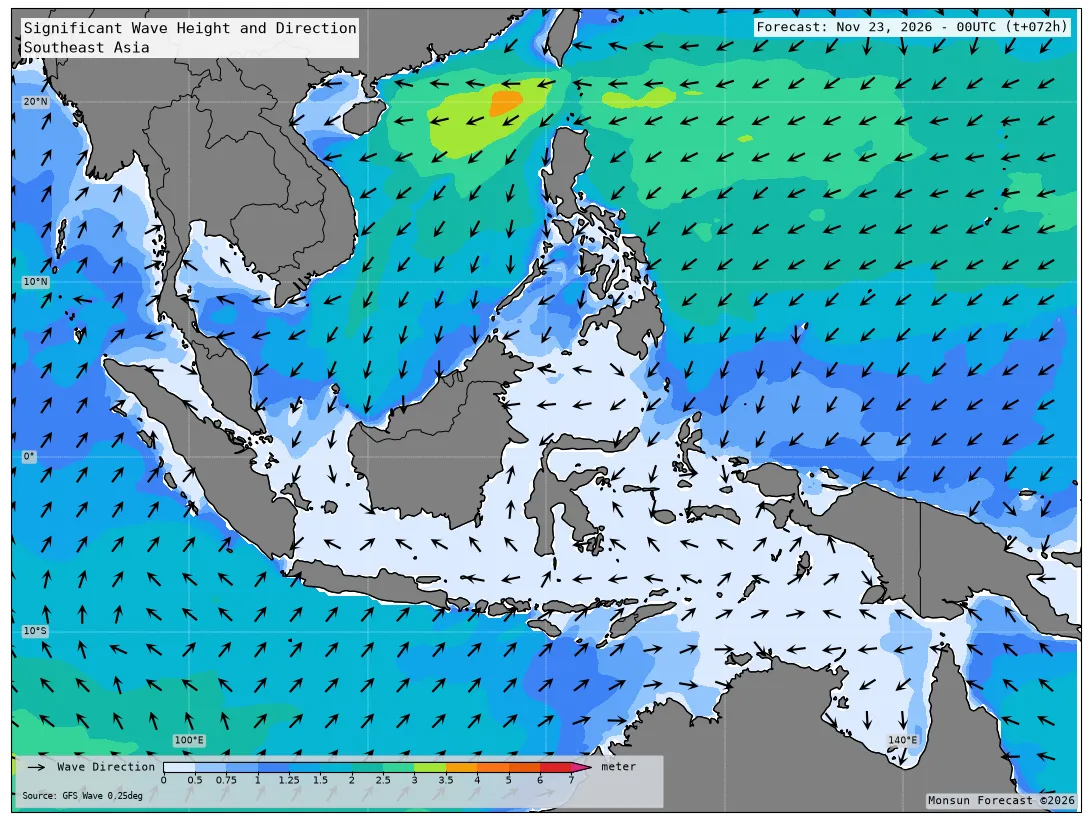 Significant Wave Height and Direction
Southeast Asia
Forecast: Nov 23, 2026 - 00UTC (t+072h)
20°N
10°N
0°
10°S
100°E
140°E
Wave Direction
meter
0 0.5 0.75 1 1.25 1.5 2 2.5 3 3.5 4 5 6 7
Source: GFS Wave 0.25deg
Monsun Forecast ©2026